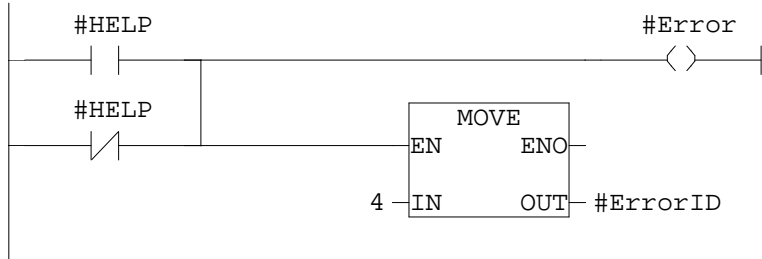 #HELP #Error
#HELP
MOVE
EN ENO
4 IN OUT #ErrorID